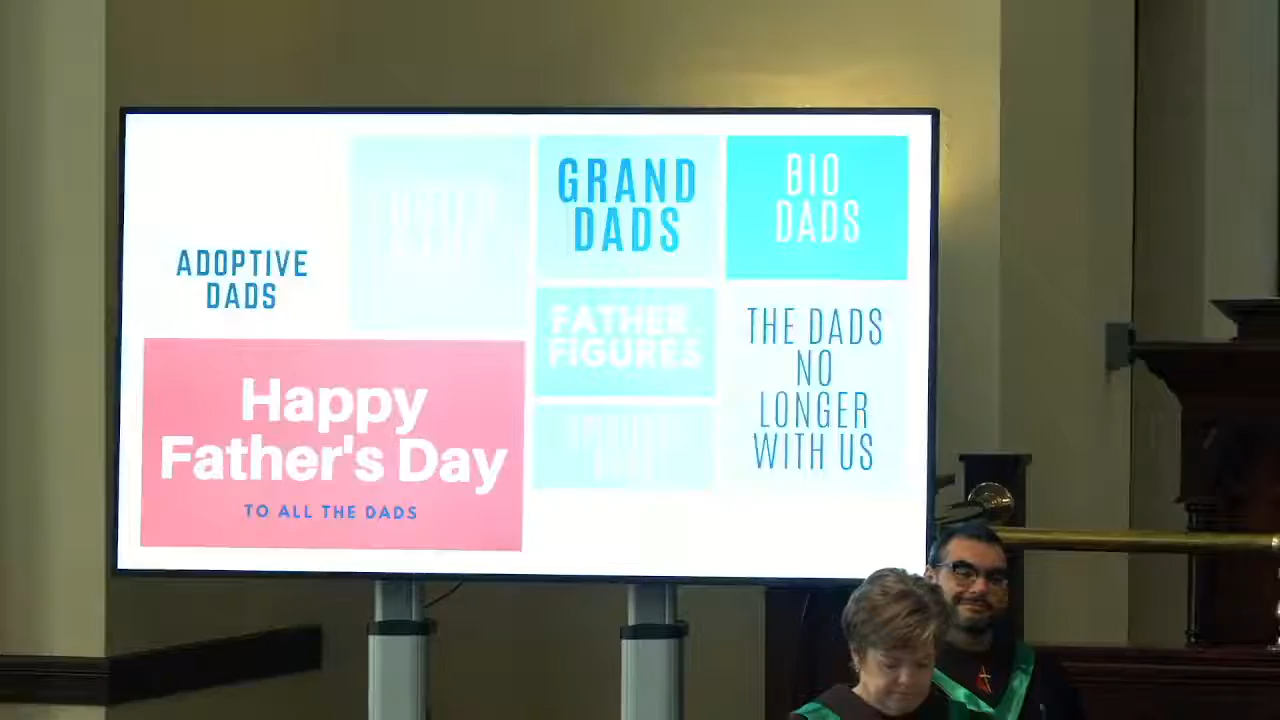 ADOPTIVE
DADS
GRAND
DADS
BIO
DADS
FATHER
FIGURES
THE DADS
NO
LONGER
WITH US
Happy
Father's Day
TO ALL THE DADS